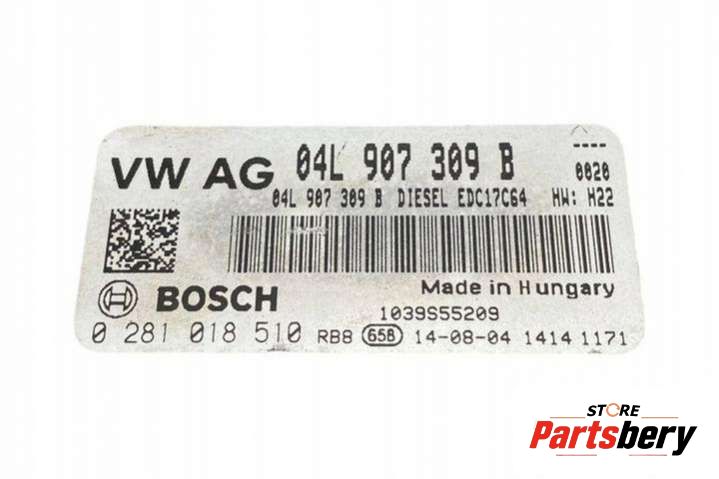 VW AG 04L 907 309 B ----
0020
04L 907 309 B DIESEL EDC17C64 HW: H22
Made in Hungary
BOSCH 1039S55209
0 281 018 510 RB8 658 14-08-04 1414 1171
STORE
Partsbery